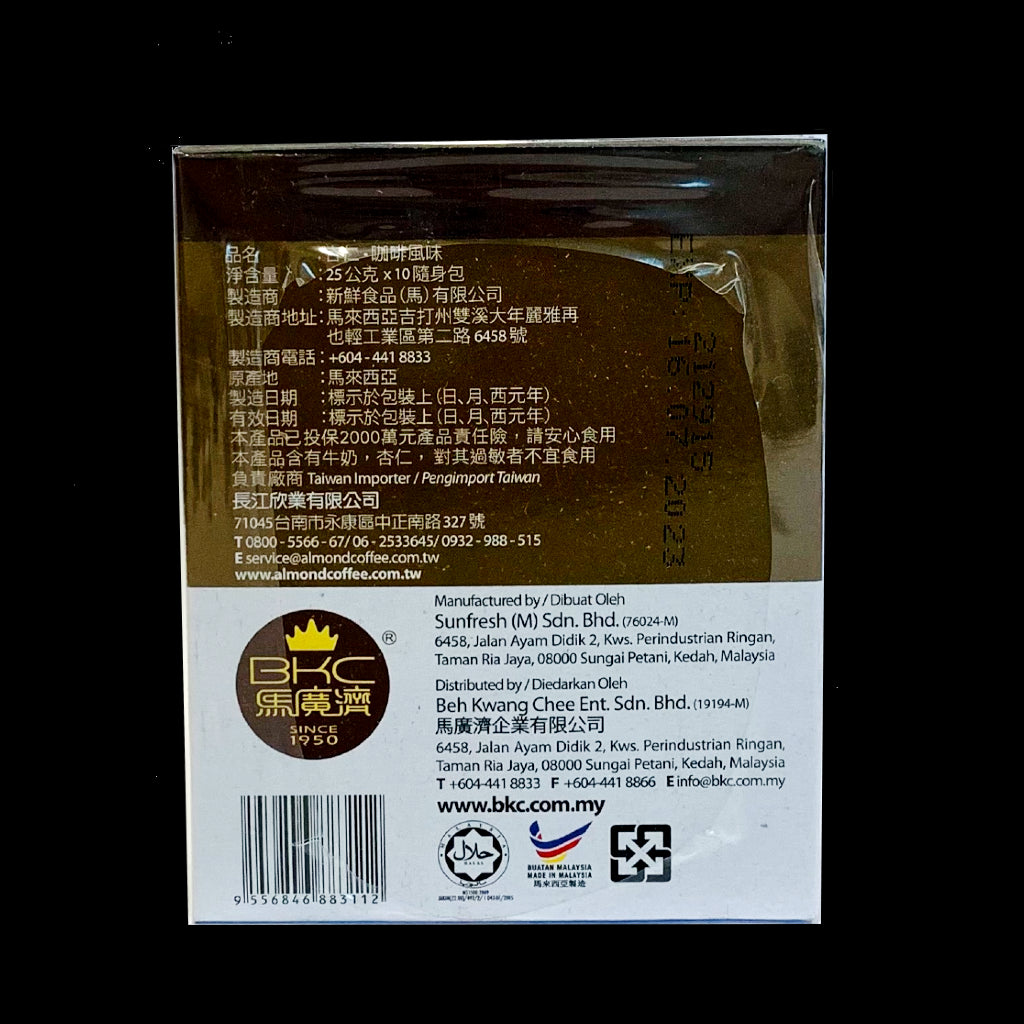 品名 :杏仁-咖啡風味
淨含量 :25公克 x 10隨身包
製造商 :新鮮食品(馬)有限公司
製造商地址:馬來西亞吉打州雙溪大年麗雅再
也輕工業區第二路 6458 號
製造商電話:+604 - 441 8833
原產地 :馬來西亞
製造日期 :標示於包裝上(日、月、西元年)
有效日期 :標示於包裝上(日、月、西元年)
本產品已投保2000萬元產品責任險,請安心食用
本產品含有牛奶,杏仁, 對其過敏者不宜食用
負責廠商 Taiwan Importer / Pengimport Taiwan
長江欣業有限公司
71045台南市永康區中正南路327號
T 0800 - 5566 - 67/ 06 - 2533645/ 0932 - 988 - 515
E service@almondcoffee.com.tw
www.almondcoffee.com.tw
EXP: 16.07.2023
21291S
Manufactured by / Dibuat Oleh
Sunfresh (M) Sdn. Bhd. (76024-M)
6458, Jalan Ayam Didik 2, Kws. Perindustrian Ringan,
Taman Ria Jaya, 08000 Sungai Petani, Kedah, Malaysia
Distributed by / Diedarkan Oleh
Beh Kwang Chee Ent. Sdn. Bhd. (19194-M)
馬廣濟企業有限公司
6458, Jalan Ayam Didik 2, Kws. Perindustrian Ringan,
Taman Ria Jaya, 08000 Sungai Petani, Kedah, Malaysia
T +604-441 8833 F +604-441 8866 E info@bkc.com.my
www.bkc.com.my
BKC
®
馬廣濟
SINCE
1950
9 556846 883112
MALAYSIA
حلال
HALAL
BUATAN MALAYSIA
MADE IN MALAYSIA
馬來西亞製造